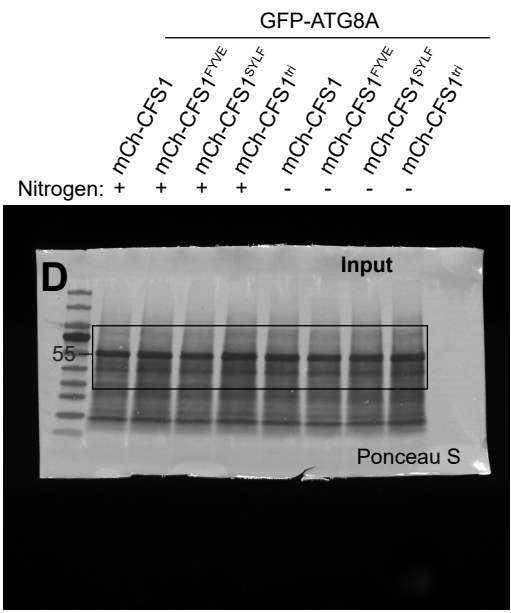 GFP-ATG8A
mCh-CFS1 mCh-CFS1FYVE mCh-CFS1SYLF mCh-CFS1tri mCh-CFS1 mCh-CFS1FYVE mCh-CFS1SYLF mCh-CFS1tri
Nitrogen: + + + + - - - -
D Input
55
Ponceau S